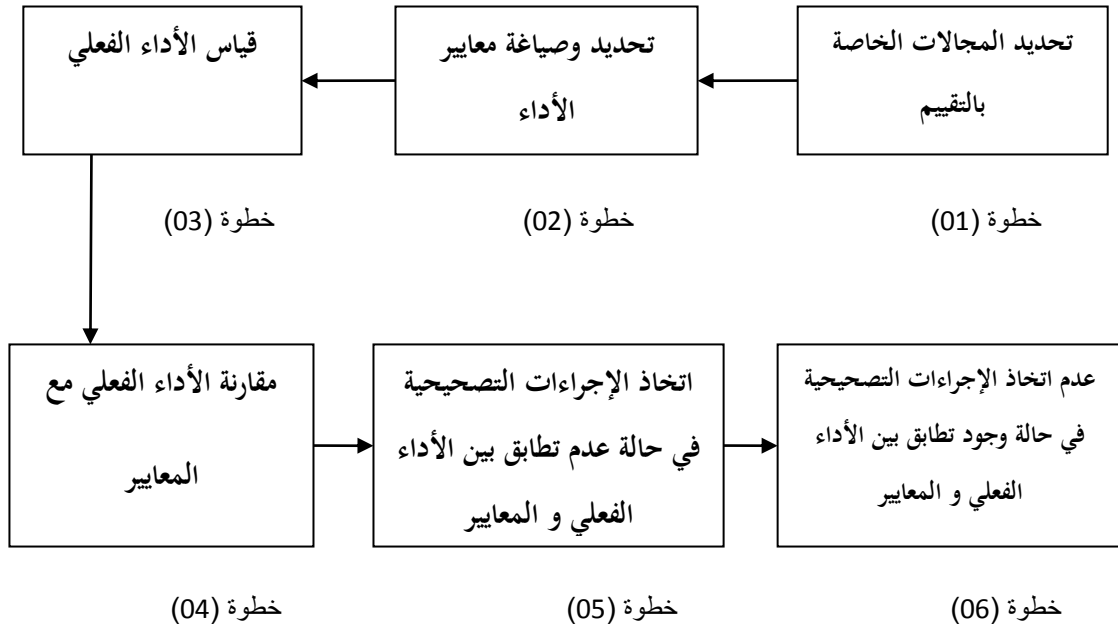 تحديد المجالات الخاصة
بالتقييم
تحديد وصياغة معايير
الأداء
قياس الأداء الفعلي
خطوة (01)
خطوة (02)
خطوة (03)
مقارنة الأداء الفعلي مع
المعايير
اتخاذ الإجراءات التصحيحية
في حالة عدم تطابق بين الأداء
الفعلي و المعايير
عدم اتخاذ الإجراءات التصحيحية
في حالة وجود تطابق بين الأداء
الفعلي و المعايير
خطوة (04)
خطوة (05)
خطوة (06)